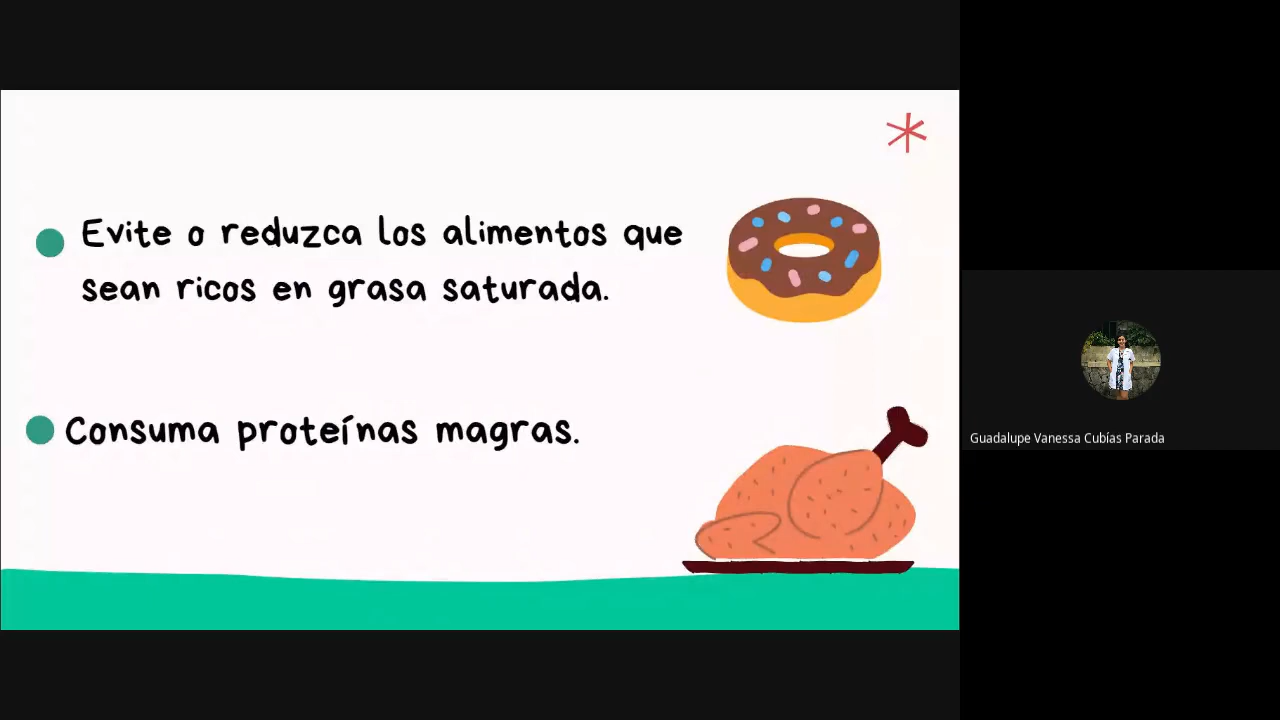 Evite o reduzca los alimentos que
sean ricos en grasa saturada.
Consuma proteínas magras.
Guadalupe Vanessa Cubías Parada